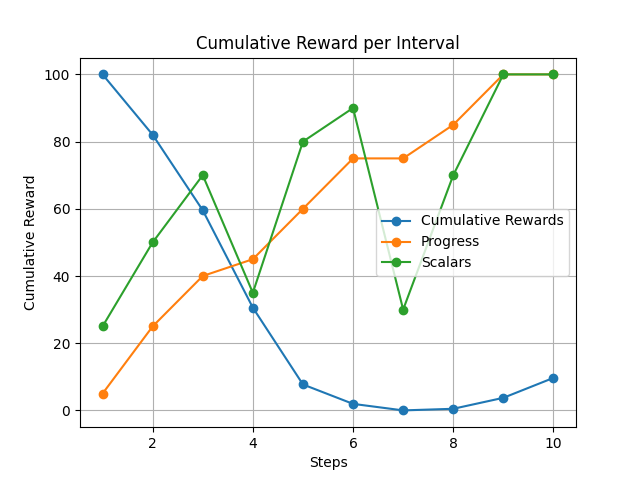 Cumulative Reward per Interval
Cumulative Reward
100
80
60
40
20
0
Cumulative Rewards
Progress
Scalars
2 4 6 8 10
Steps